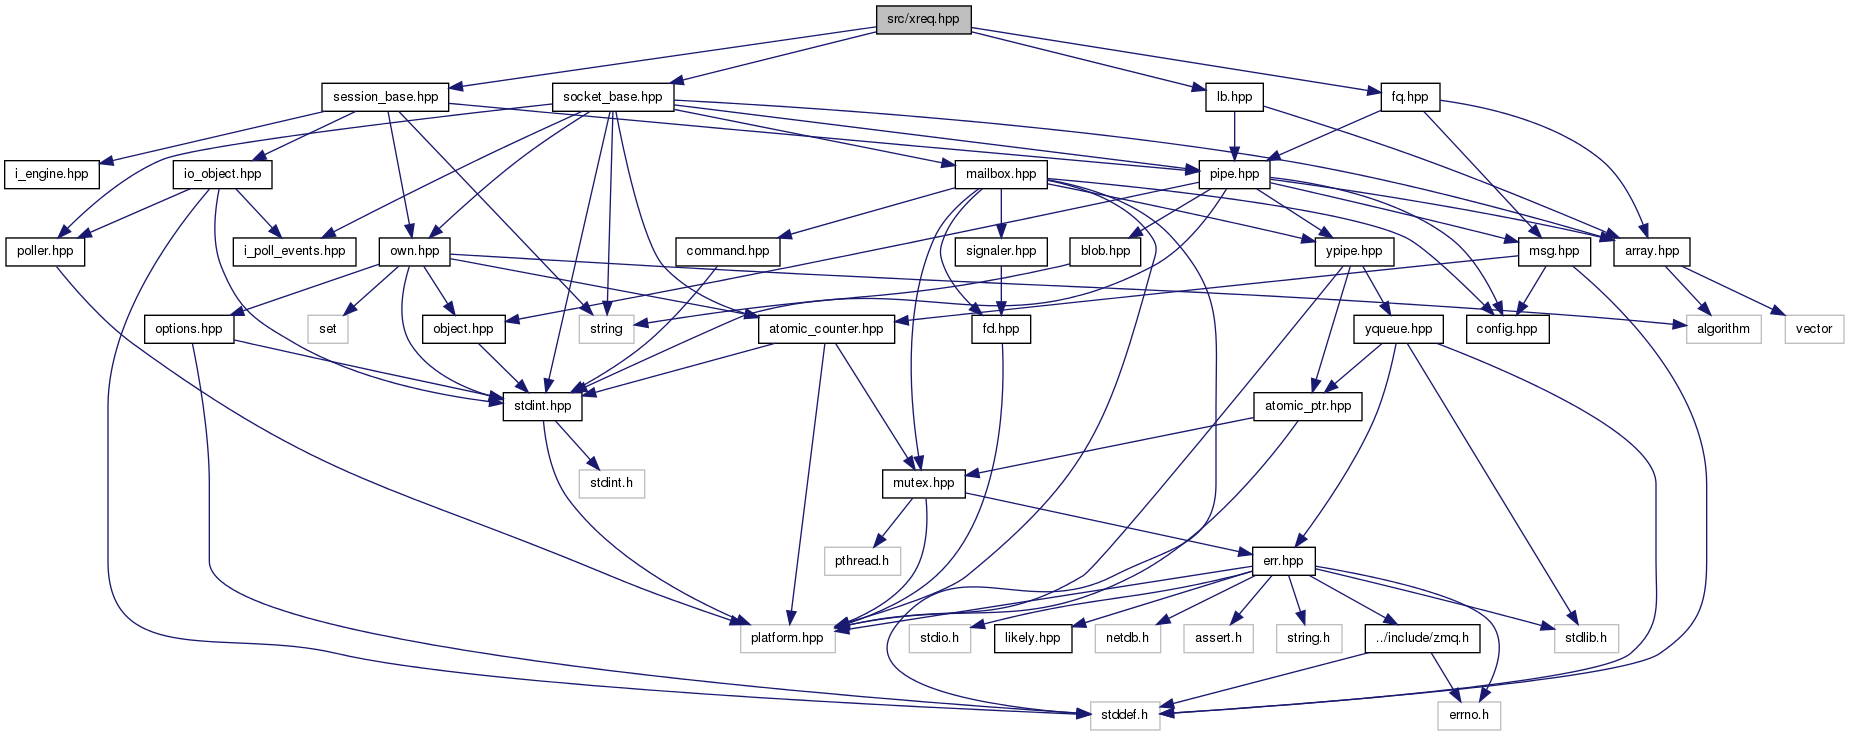 src/xreq.hpp
session_base.hpp
socket_base.hpp
lb.hpp
fq.hpp
i_engine.hpp
io_object.hpp
mailbox.hpp
pipe.hpp
poller.hpp
i_poll_events.hpp
own.hpp
command.hpp
signaler.hpp
blob.hpp
ypipe.hpp
msg.hpp
array.hpp
options.hpp
set
object.hpp
string
atomic_counter.hpp
fd.hpp
yqueue.hpp
config.hpp
algorithm
vector
stdint.hpp
atomic_ptr.hpp
stdint.h
mutex.hpp
pthread.h
err.hpp
platform.hpp
stdio.h
likely.hpp
netdb.h
assert.h
string.h
../include/zmq.h
stdlib.h
stddef.h
errno.h